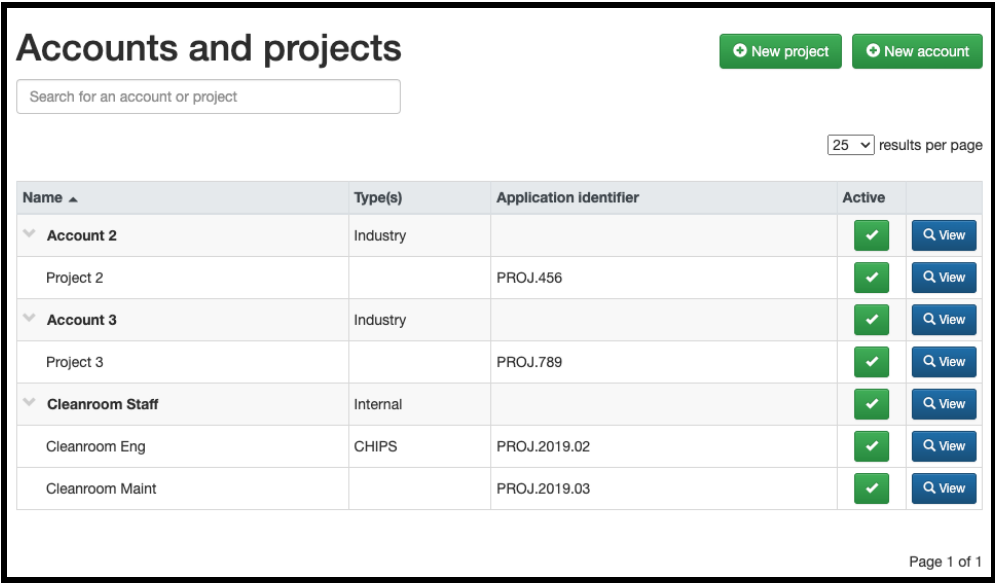 Accounts and projects
New project
New account
Search for an account or project
25 results per page
Name Type(s) Application identifier Active
Account 2 Industry View
Project 2 PROJ.456 View
Account 3 Industry View
Project 3 PROJ.789 View
Cleanroom Staff Internal View
Cleanroom Eng CHIPS PROJ.2019.02 View
Cleanroom Maint PROJ.2019.03 View
Page 1 of 1